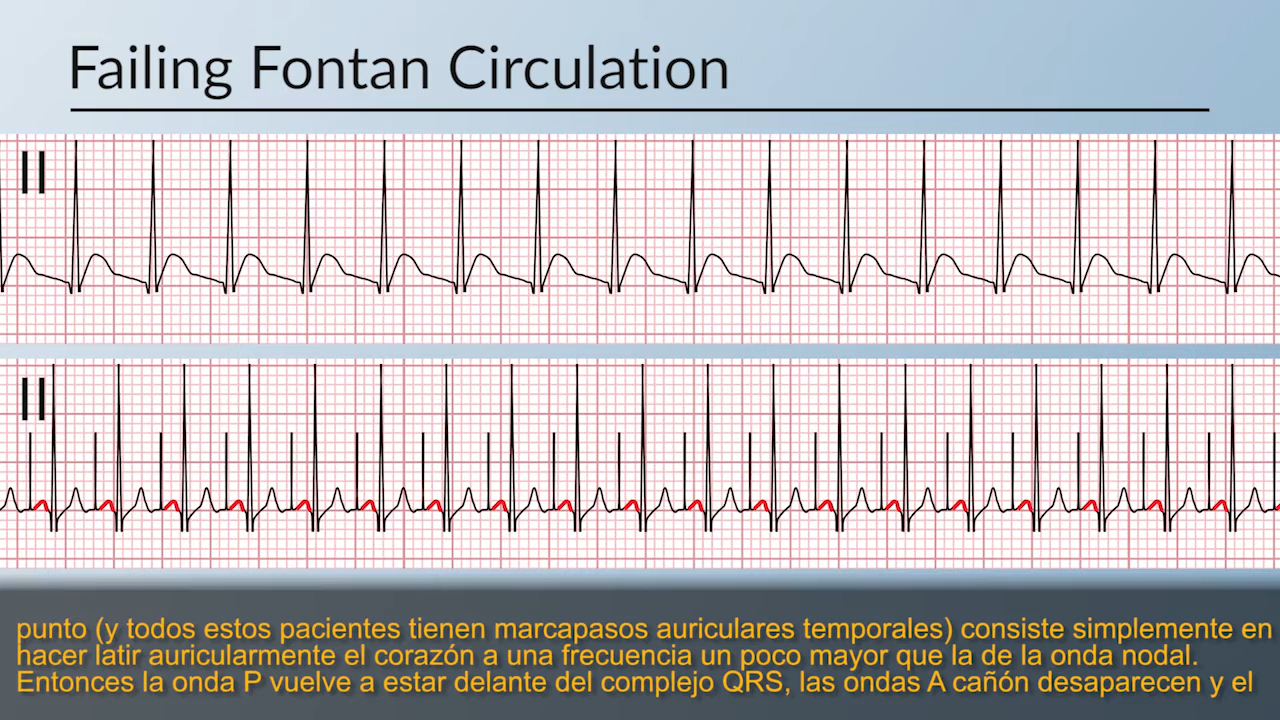 Failing Fontan Circulation
II
II
punto (y todos estos pacientes tienen marcapasos auriculares temporales) consiste simplemente en
hacer latir auricularmente el corazón a una frecuencia un poco mayor que la de la onda nodal.
Entonces la onda P vuelve a estar delante del complejo QRS, las ondas A cañón desaparecen y el